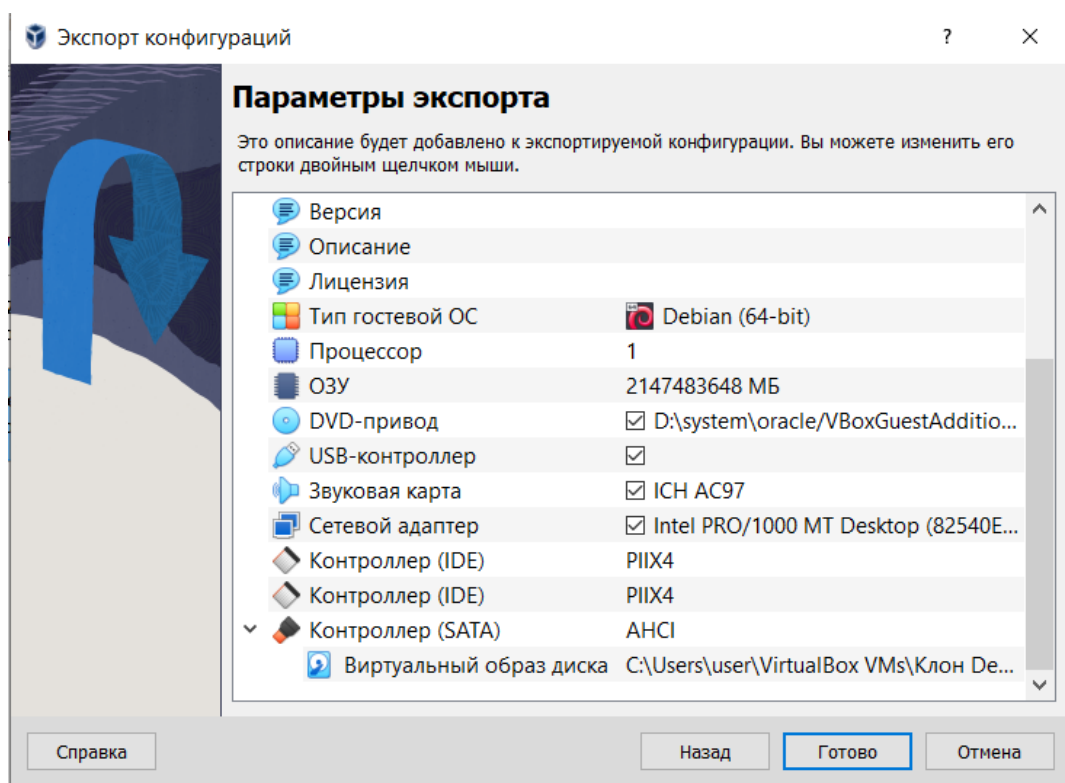 Экспорт конфигураций
?
Параметры экспорта
Это описание будет добавлено к экспортируемой конфигурации. Вы можете изменить его
строки двойным щелчком мыши.
Версия
Описание
Лицензия
Тип гостевой ОС Debian (64-bit)
Процессор 1
ОЗУ 2147483648 МБ
DVD-привод D:\system\oracle/VBoxGuestAdditio...
USB-контроллер
Звуковая карта ICH AC97
Сетевой адаптер Intel PRO/1000 MT Desktop (82540E...
Контроллер (IDE) PIIX4
Контроллер (IDE) PIIX4
Контроллер (SATA) AHCI
Виртуальный образ диска C:\Users\user\VirtualBox VMs\Клон De...
Справка Назад Готово Отмена